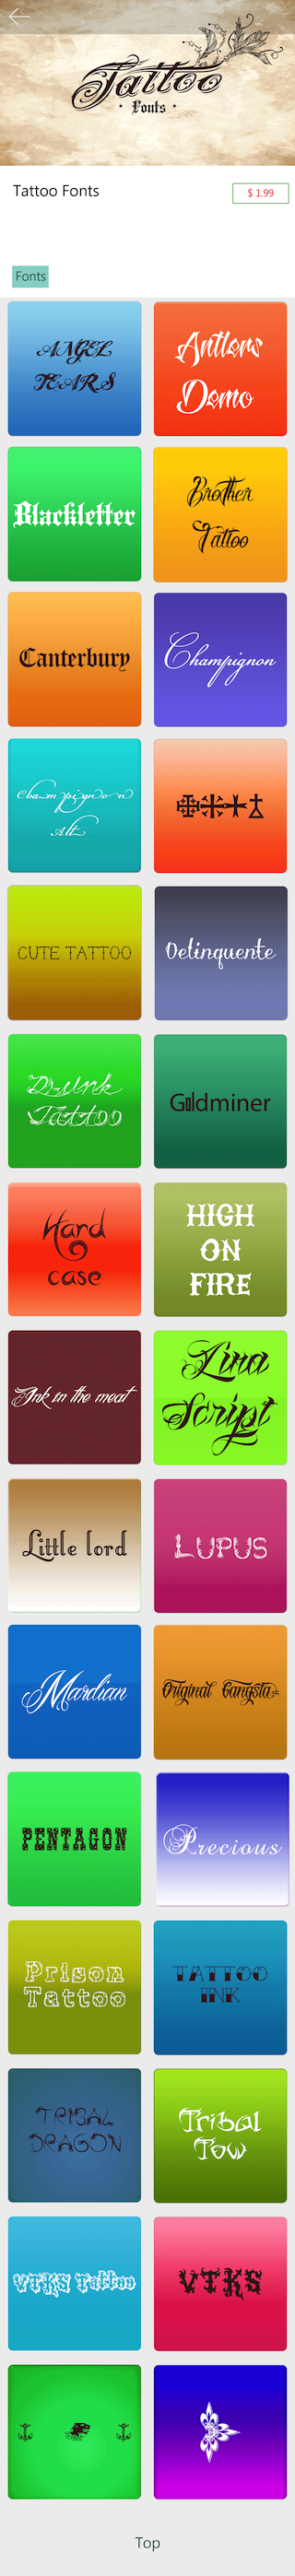 Tattoo
Fonts
Tattoo Fonts
$ 1.99
Fonts
ANGEL
TEARS
Antlers
Demo
Blackletter
Brother
Tattoo
Canterbury
Champignon
Champignon
Alt
CUTE TATTOO
Delinquente
Drunk
Tattoo
Goldminer
Hard
case
HIGH
ON
FIRE
Ink in the meat
Lira
Script
Little lord
LUPUS
Mardian
Original Gangsta
PENTAGON
Precious
Prison
Tattoo
TATTOO
INK
TRIBAL
DRAGON
Tribal
Tow
VTKS Tattoo
VTKS
Top